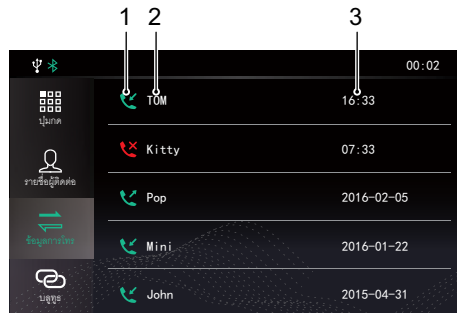 1 2 3
00:02
ปุ่มกด
รายชื่อผู้ติดต่อ
ข้อมูลการโทร
บลูทูธ
TOM 16:33
Kitty 07:33
Pop 2016-02-05
Mini 2016-01-22
John 2015-04-31